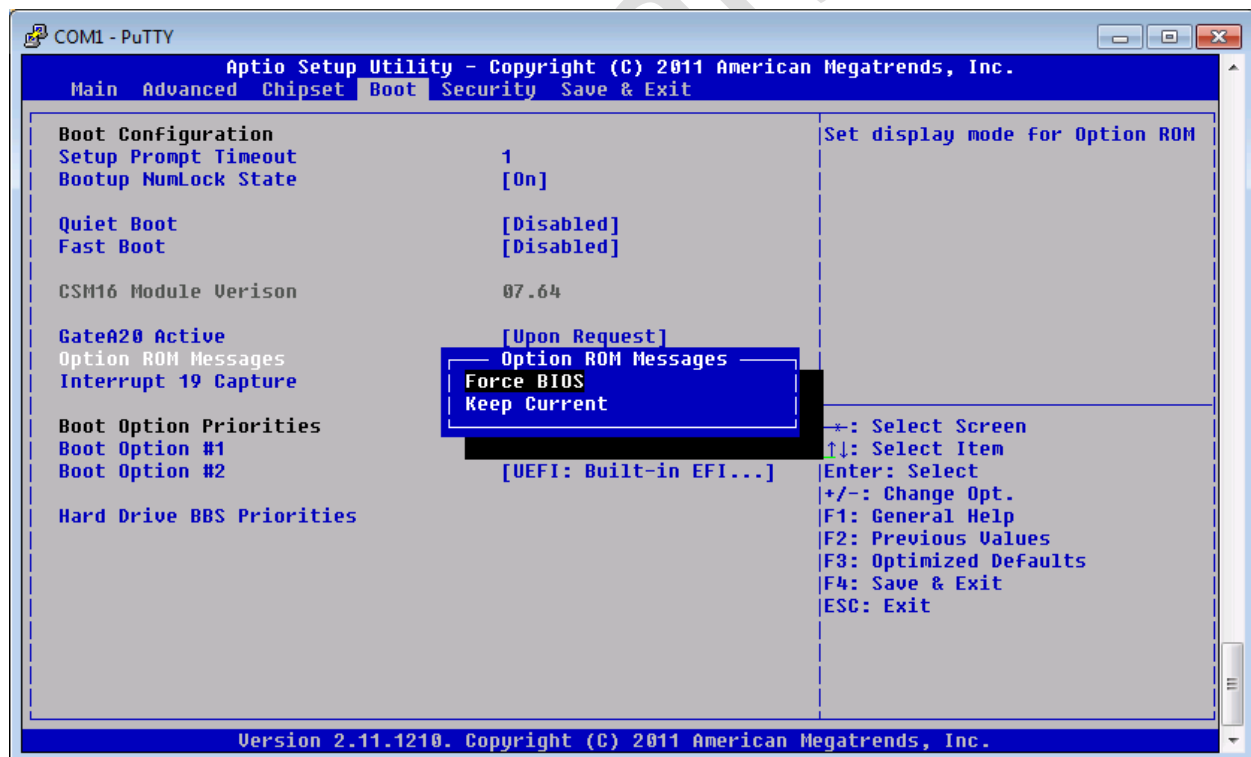 COM1 - PuTTY
Aptio Setup Utility - Copyright (C) 2011 American Megatrends, Inc.
Main Advanced Chipset Boot Security Save & Exit
Boot Configuration
Setup Prompt Timeout 1
Bootup NumLock State [On]
Quiet Boot [Disabled]
Fast Boot [Disabled]
CSM16 Module Verison 07.64
GateA20 Active [Upon Request]
Option ROM Messages
Interrupt 19 Capture
Option ROM Messages
Force BIOS
Keep Current
Boot Option Priorities
Boot Option #1
Boot Option #2 [UEFI: Built-in EFI...]
Hard Drive BBS Priorities
Set display mode for Option ROM
→←: Select Screen
↑↓: Select Item
Enter: Select
+/-: Change Opt.
F1: General Help
F2: Previous Values
F3: Optimized Defaults
F4: Save & Exit
ESC: Exit
Version 2.11.1210. Copyright (C) 2011 American Megatrends, Inc.